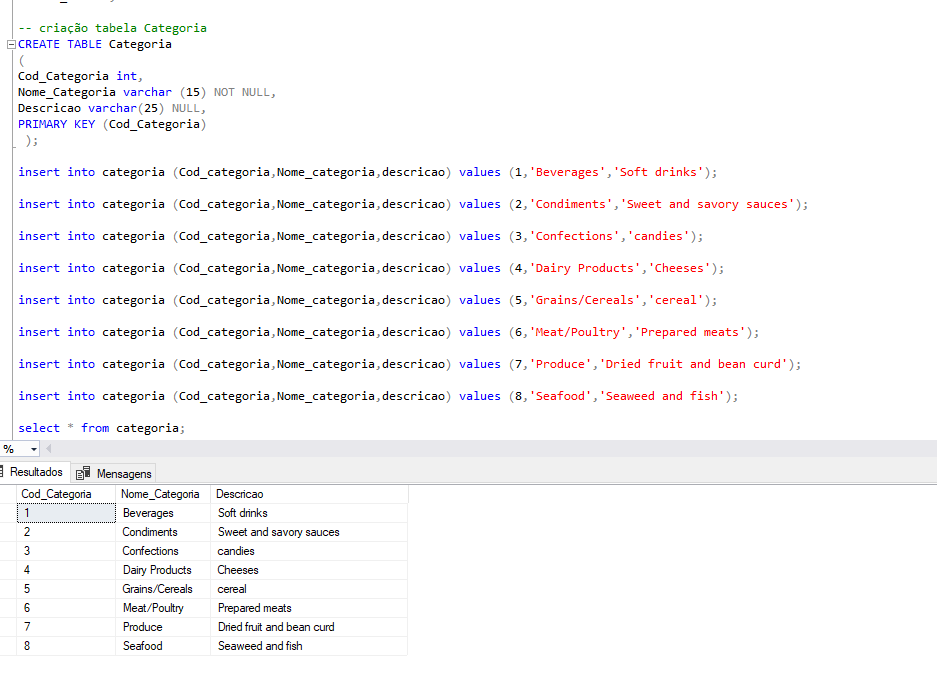 -- criação tabela Categoria
CREATE TABLE Categoria
(
Cod_Categoria int,
Nome_Categoria varchar (15) NOT NULL,
Descricao varchar(25) NULL,
PRIMARY KEY (Cod_Categoria)
);
insert into categoria (Cod_categoria,Nome_categoria,descricao) values (1,'Beverages','Soft drinks');
insert into categoria (Cod_categoria,Nome_categoria,descricao) values (2,'Condiments','Sweet and savory sauces');
insert into categoria (Cod_categoria,Nome_categoria,descricao) values (3,'Confections','candies');
insert into categoria (Cod_categoria,Nome_categoria,descricao) values (4,'Dairy Products','Cheeses');
insert into categoria (Cod_categoria,Nome_categoria,descricao) values (5,'Grains/Cereals','cereal');
insert into categoria (Cod_categoria,Nome_categoria,descricao) values (6,'Meat/Poultry','Prepared meats');
insert into categoria (Cod_categoria,Nome_categoria,descricao) values (7,'Produce','Dried fruit and bean curd');
insert into categoria (Cod_categoria,Nome_categoria,descricao) values (8,'Seafood','Seaweed and fish');
select * from categoria;
%
Resultados Mensagens
Cod_Categoria Nome_Categoria Descricao
1 Beverages Soft drinks
2 Condiments Sweet and savory sauces
3 Confections candies
4 Dairy Products Cheeses
5 Grains/Cereals cereal
6 Meat/Poultry Prepared meats
7 Produce Dried fruit and bean curd
8 Seafood Seaweed and fish